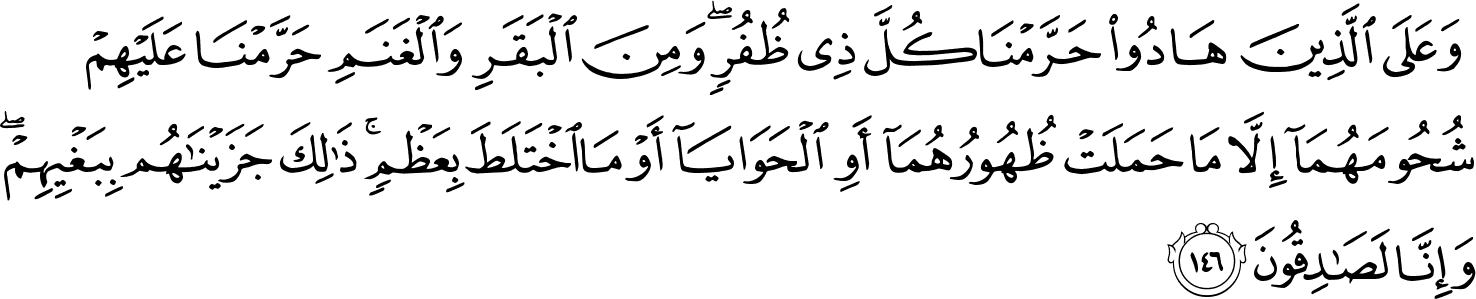 وَعَلَى ٱلَّذِينَ هَادُوا۟ حَرَّمْنَا كُلَّ ذِى ظُفُرٍۢ ۖ وَمِنَ ٱلْبَقَرِ وَٱلْغَنَمِ حَرَّمْنَا عَلَيْهِمْ
شُحُومَهُمَآ إِلَّا مَا حَمَلَتْ ظُهُورُهُمَآ أَوِ ٱلْحَوَايَآ أَوْ مَا ٱخْتَلَطَ بِعَظْمٍۢ ۚ ذَٰلِكَ جَزَيْنَـٰهُم بِبَغْيِهِمْ ۖ
وَإِنَّا لَصَـٰدِقُونَ ١٤٦